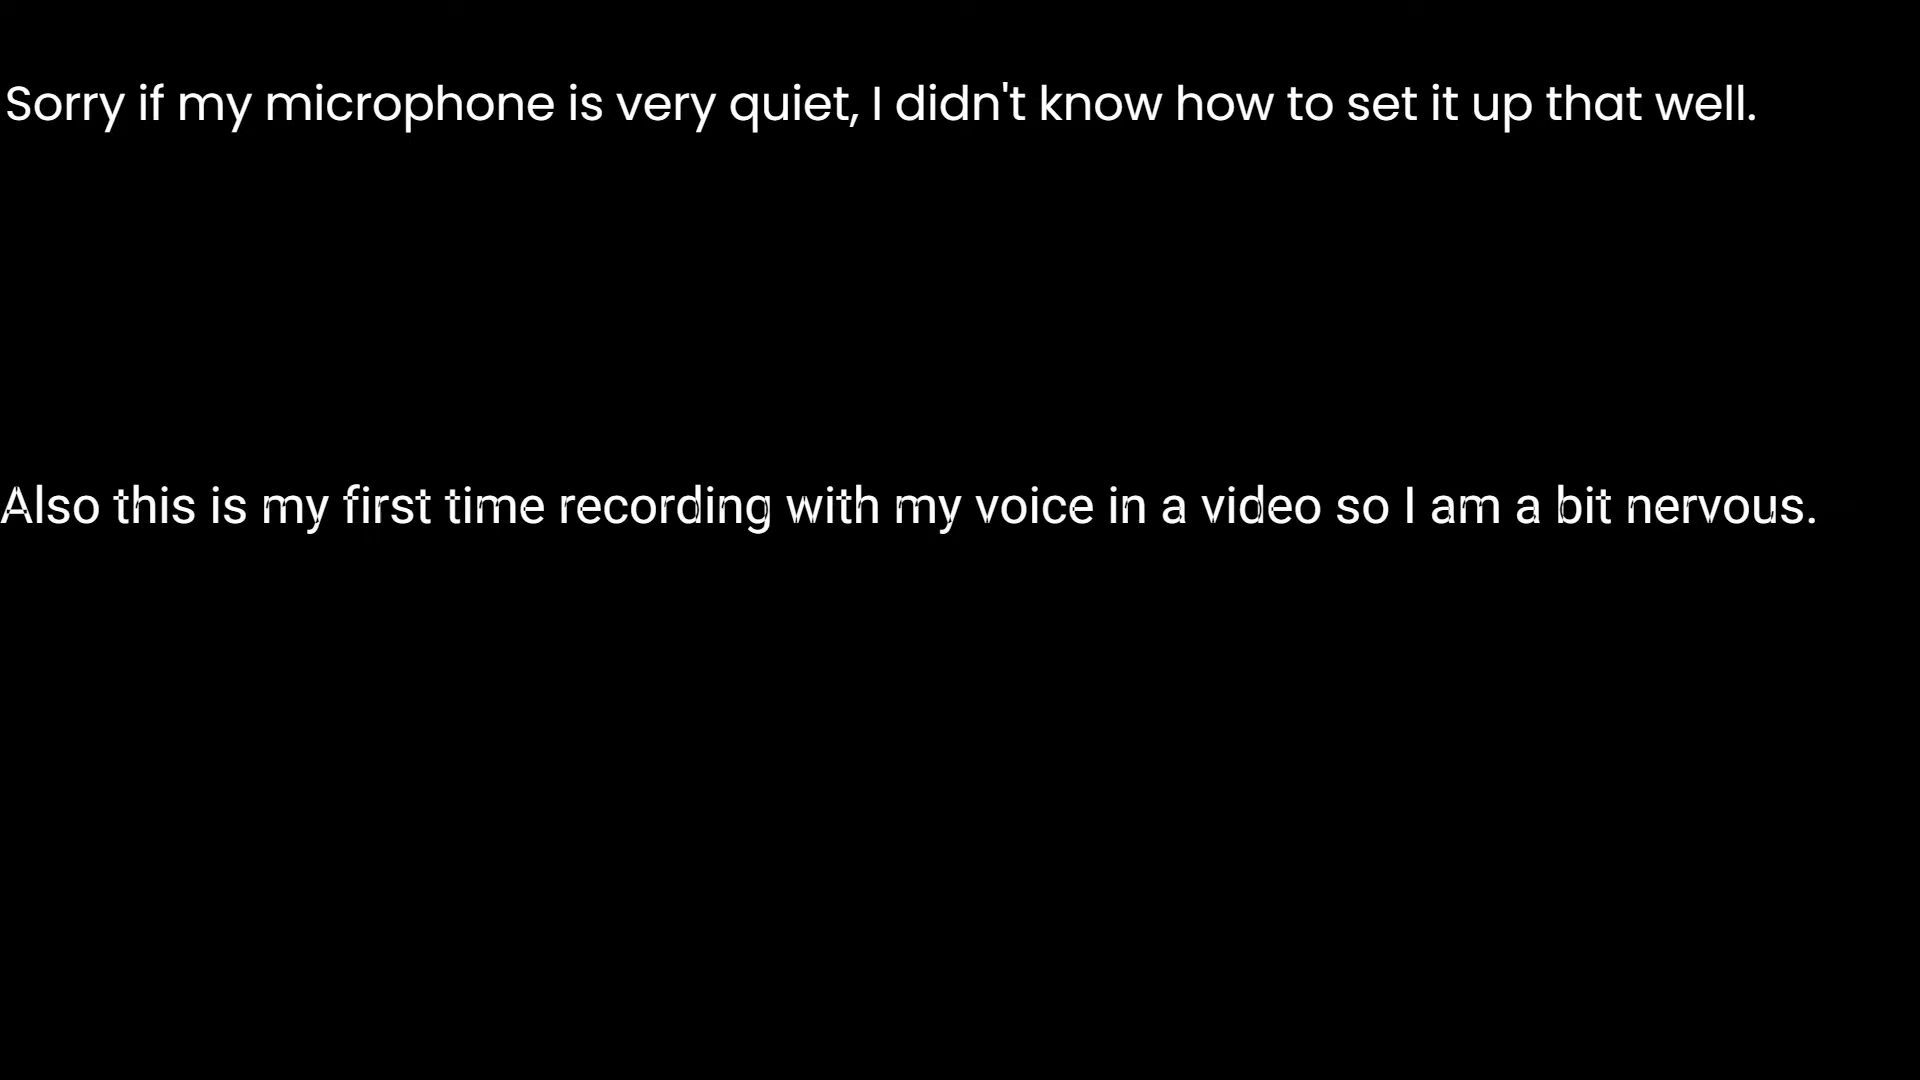 Sorry if my microphone is very quiet, I didn't know how to set it up that well.
Also this is my first time recording with my voice in a video so I am a bit nervous.